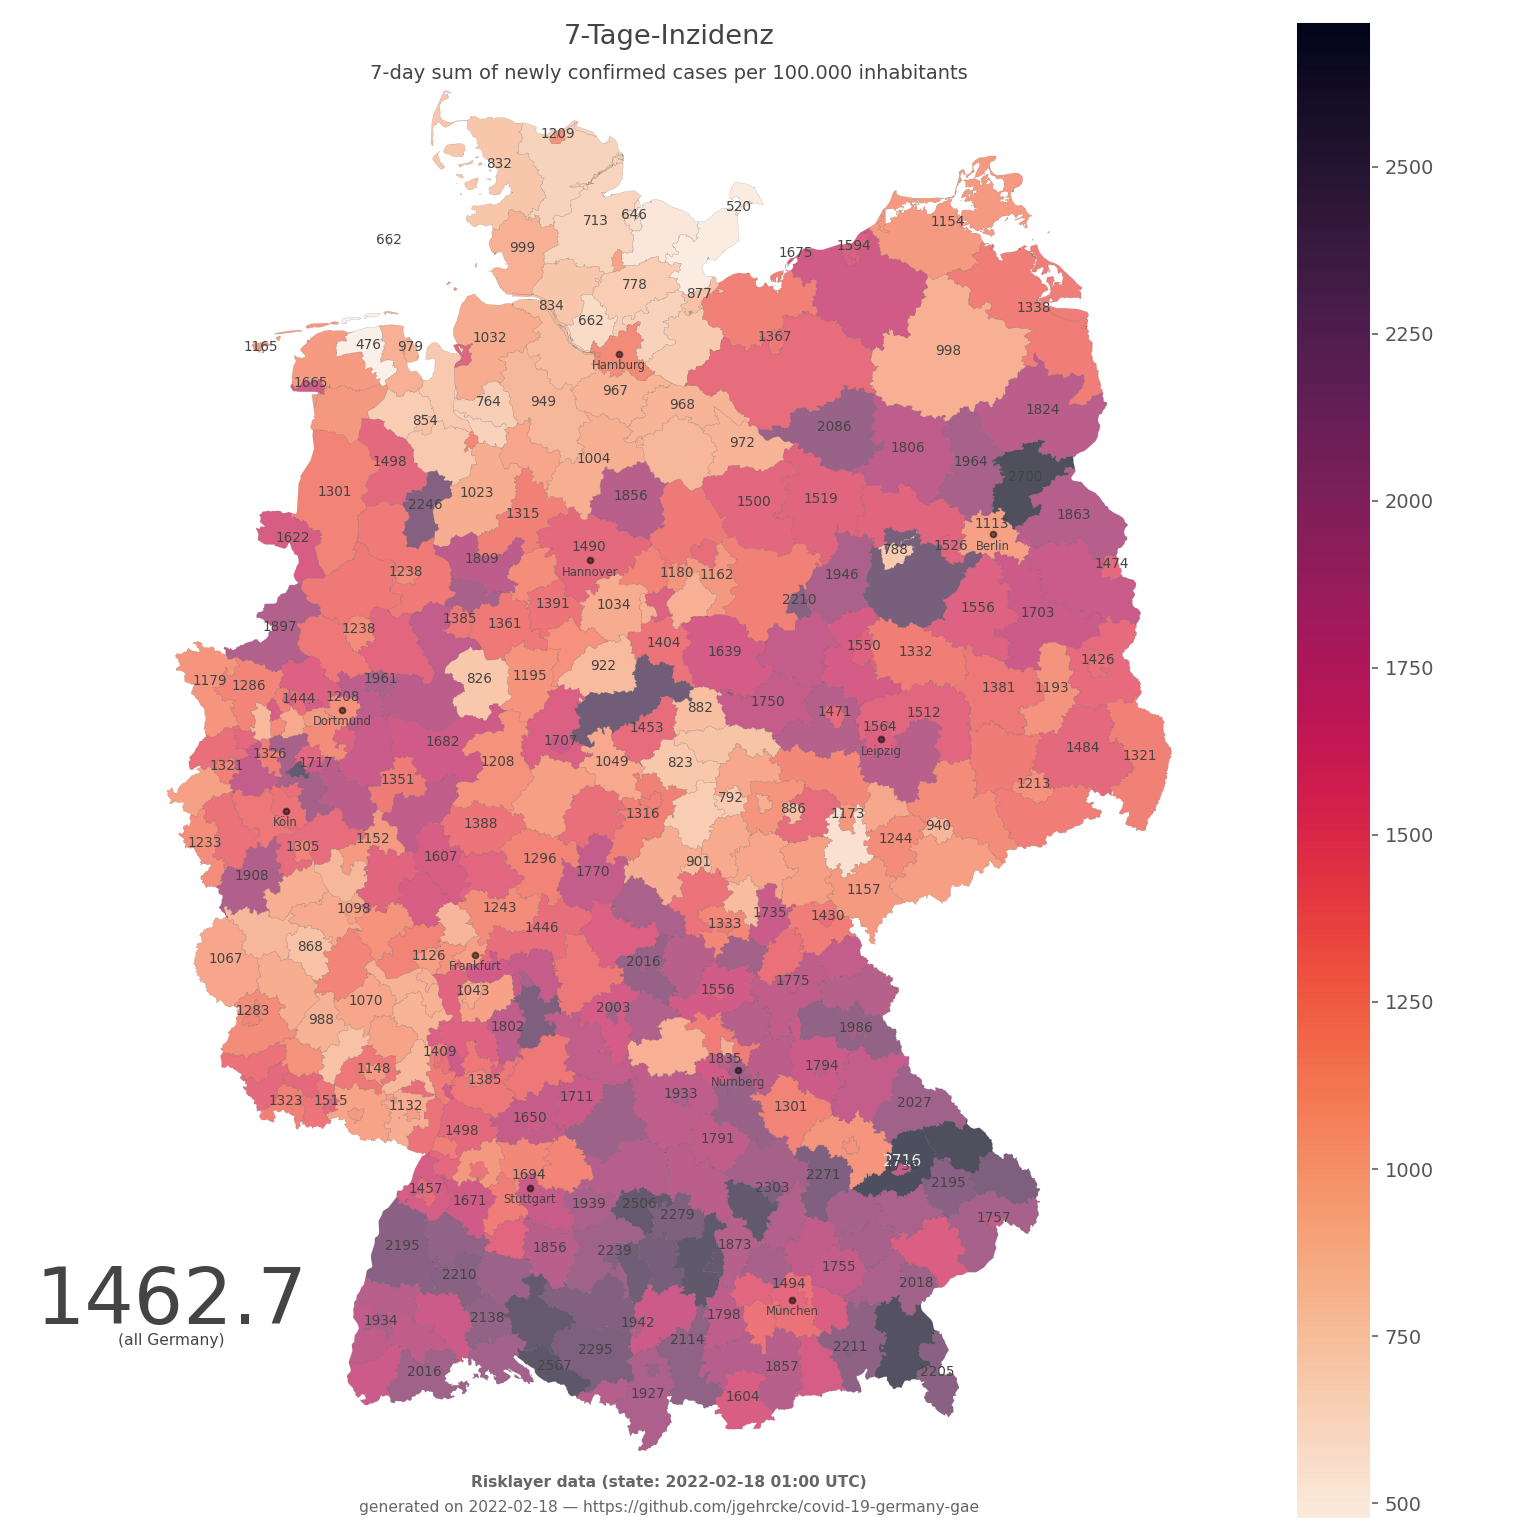 7-Tage-Inzidenz
7-day sum of newly confirmed cases per 100.000 inhabitants
1209
832
520
713 646
1154
662
999
1594
1675
778
877
834
1338
662
1367
1032
1165 476 979
998
Hamburg
1665
967
764 949 968
1824
854
2086
972
1806
1498 1004
1964
2700
1301 1023 1856
1500 1519
2246 1315
1863
1113
1622
1490 788 1526 Berlin
1809
1474
1238 Hannover 1180 1162 1946
2210
1391 1034
1556 1703
1385 1361
1897 1238
1404 1639 1550 1332
1426
922
1179 1286 1961 826 1195
1381 1193
1444 1208 882 1750
Dortmund 1453 1471 1564 1512
1682 1707
1484
1326 1717 1208 1049 823 Leipzig 1321
1321
1351 1213
792
1316 886 1173
Köln 1388 940
1233 1305 1152 1244
1607 1296 901
1908 1770
1157
1098 1243 1735 1430
1446 1333
868
1067 1126 2016
Frankfurt
1043 1556 1775
1070
1283 988 2003
1802 1986
1409 1835 1794
1148 1385 Nürnberg
1323 1515 1132 1711 1933 1301 2027
1650
1498 1791
2716
1694 2271 2195
1457 2303
1671 Stuttgart 1939 2506 2279
1757
2195 1856 2239 1873
1755
2210 1494 2018
1462.7
München
1934 2138 1942 1798
(all Germany)
2295 2114 2211
2016 2567 1857 2205
1927 1604
2500
2250
2000
1750
1500
1250
1000
750
500
Risklayer data (state: 2022-02-18 01:00 UTC)
generated on 2022-02-18 — https://github.com/jgehrcke/covid-19-germany-gae